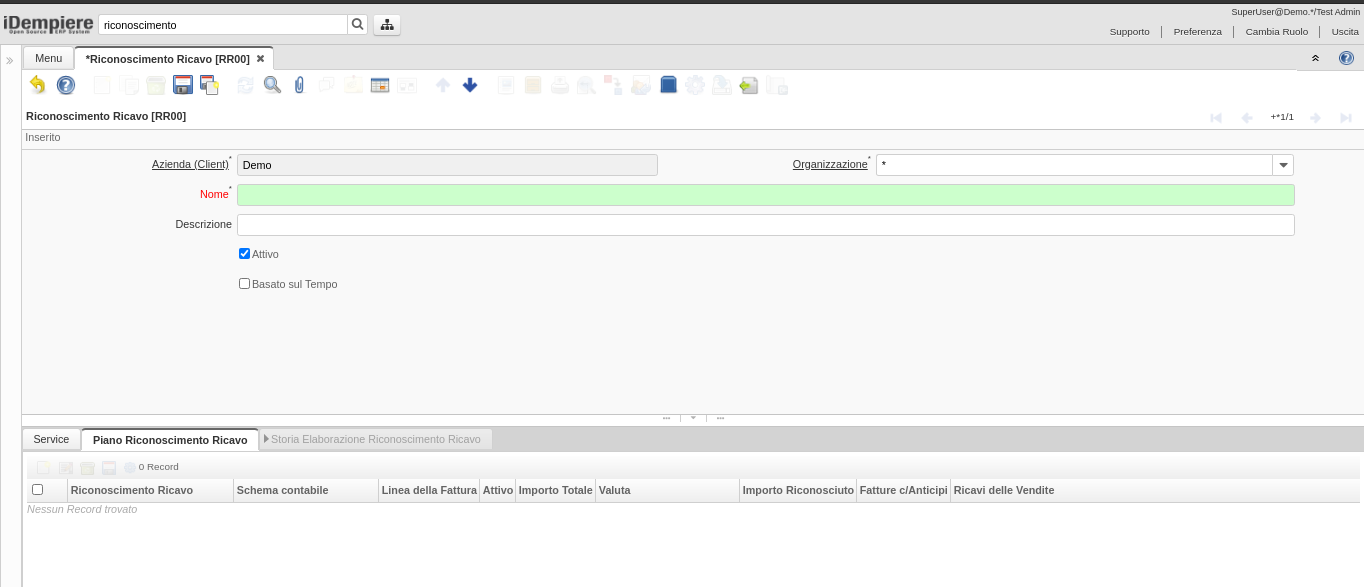 SuperUser@Demo.*/Test Admin
iDempiere
Open Source ERP System
riconoscimento
Supporto Preferenza Cambia Ruolo Uscita
Menu *Riconoscimento Ricavo [RR00]
Riconoscimento Ricavo [RR00]
+*1/1
Inserito
Azienda (Client)* Demo Organizzazione* *
Nome*
Descrizione
Attivo
Basato sul Tempo
Service Piano Riconoscimento Ricavo Storia Elaborazione Riconoscimento Ricavo
0 Record
Riconoscimento Ricavo Schema contabile Linea della Fattura Attivo Importo Totale Valuta Importo Riconosciuto Fatture c/Anticipi Ricavi delle Vendite
Nessun Record trovato